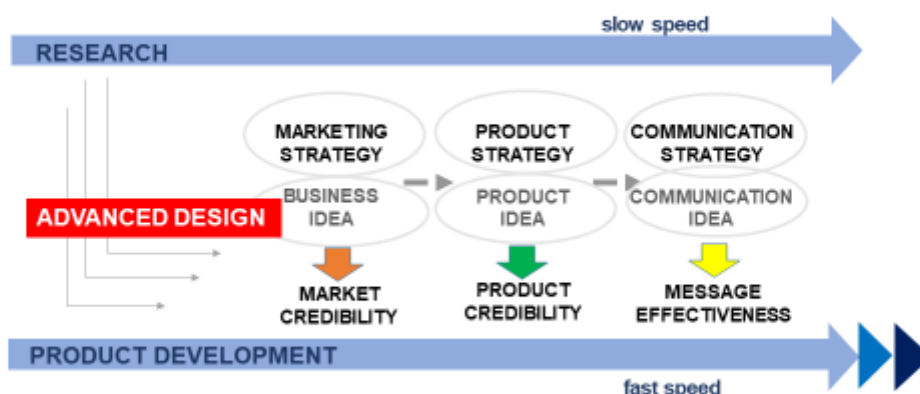 slow speed
RESEARCH
MARKETING
STRATEGY
PRODUCT
STRATEGY
COMMUNICATION
STRATEGY
ADVANCED DESIGN
BUSINESS
IDEA
PRODUCT
IDEA
COMMUNICATION
IDEA
MARKET
CREDIBILITY
PRODUCT
CREDIBILITY
MESSAGE
EFFECTIVENESS
PRODUCT DEVELOPMENT
fast speed